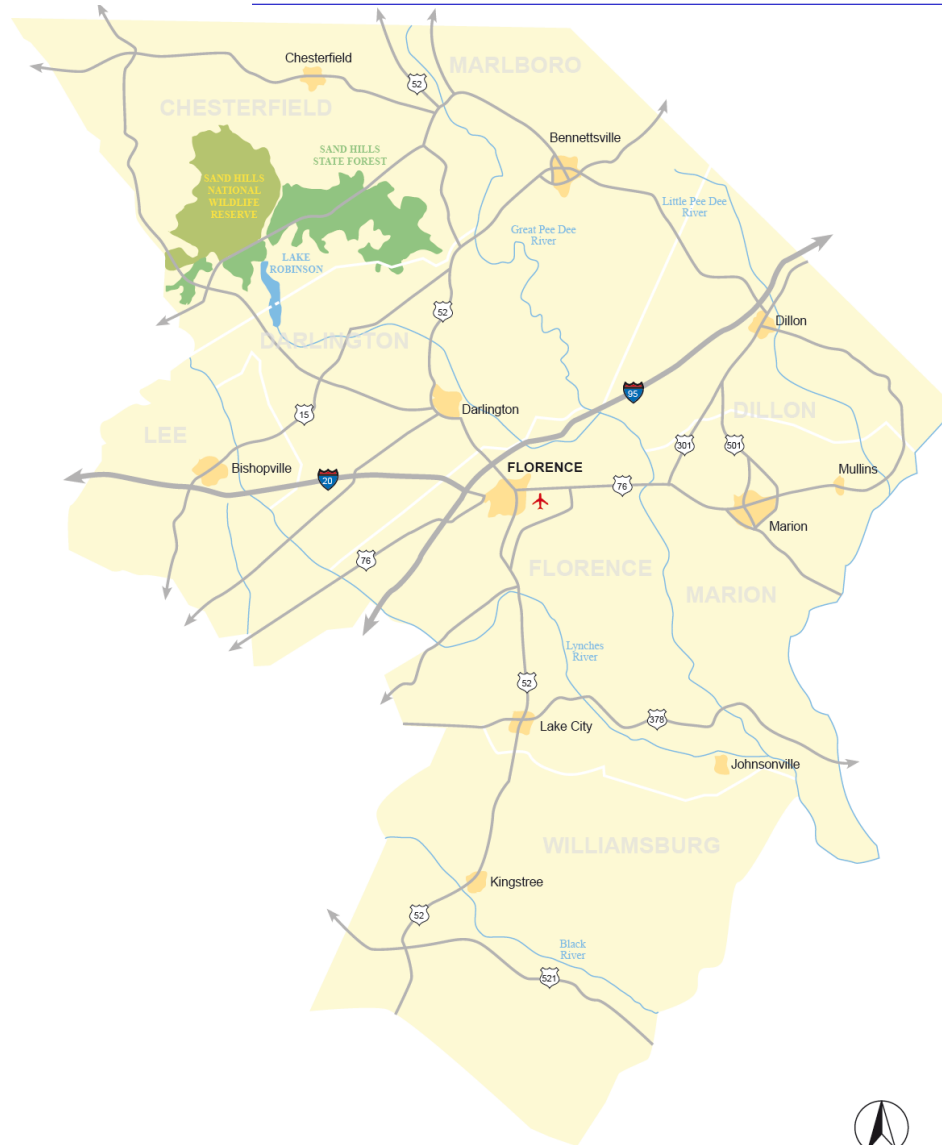 Chesterfield
52
MARLBORO
CHESTERFIELD
Bennettsville
SAND HILLS
STATE FOREST
SAND HILLS
NATIONAL
WILDLIFE
RESERVE
Little Pee Dee
River
Great Pee Dee
River
LAKE
ROBINSON
52
Dillon
DARLINGTON
95
Darlington
15
DILLON
LEE
301
501
Bishopville
FLORENCE
Mullins
20
76
Marion
76
FLORENCE
MARION
Lynches
River
52
378
Lake City
Johnsonville
WILLIAMSBURG
Kingstree
52
Black
River
521